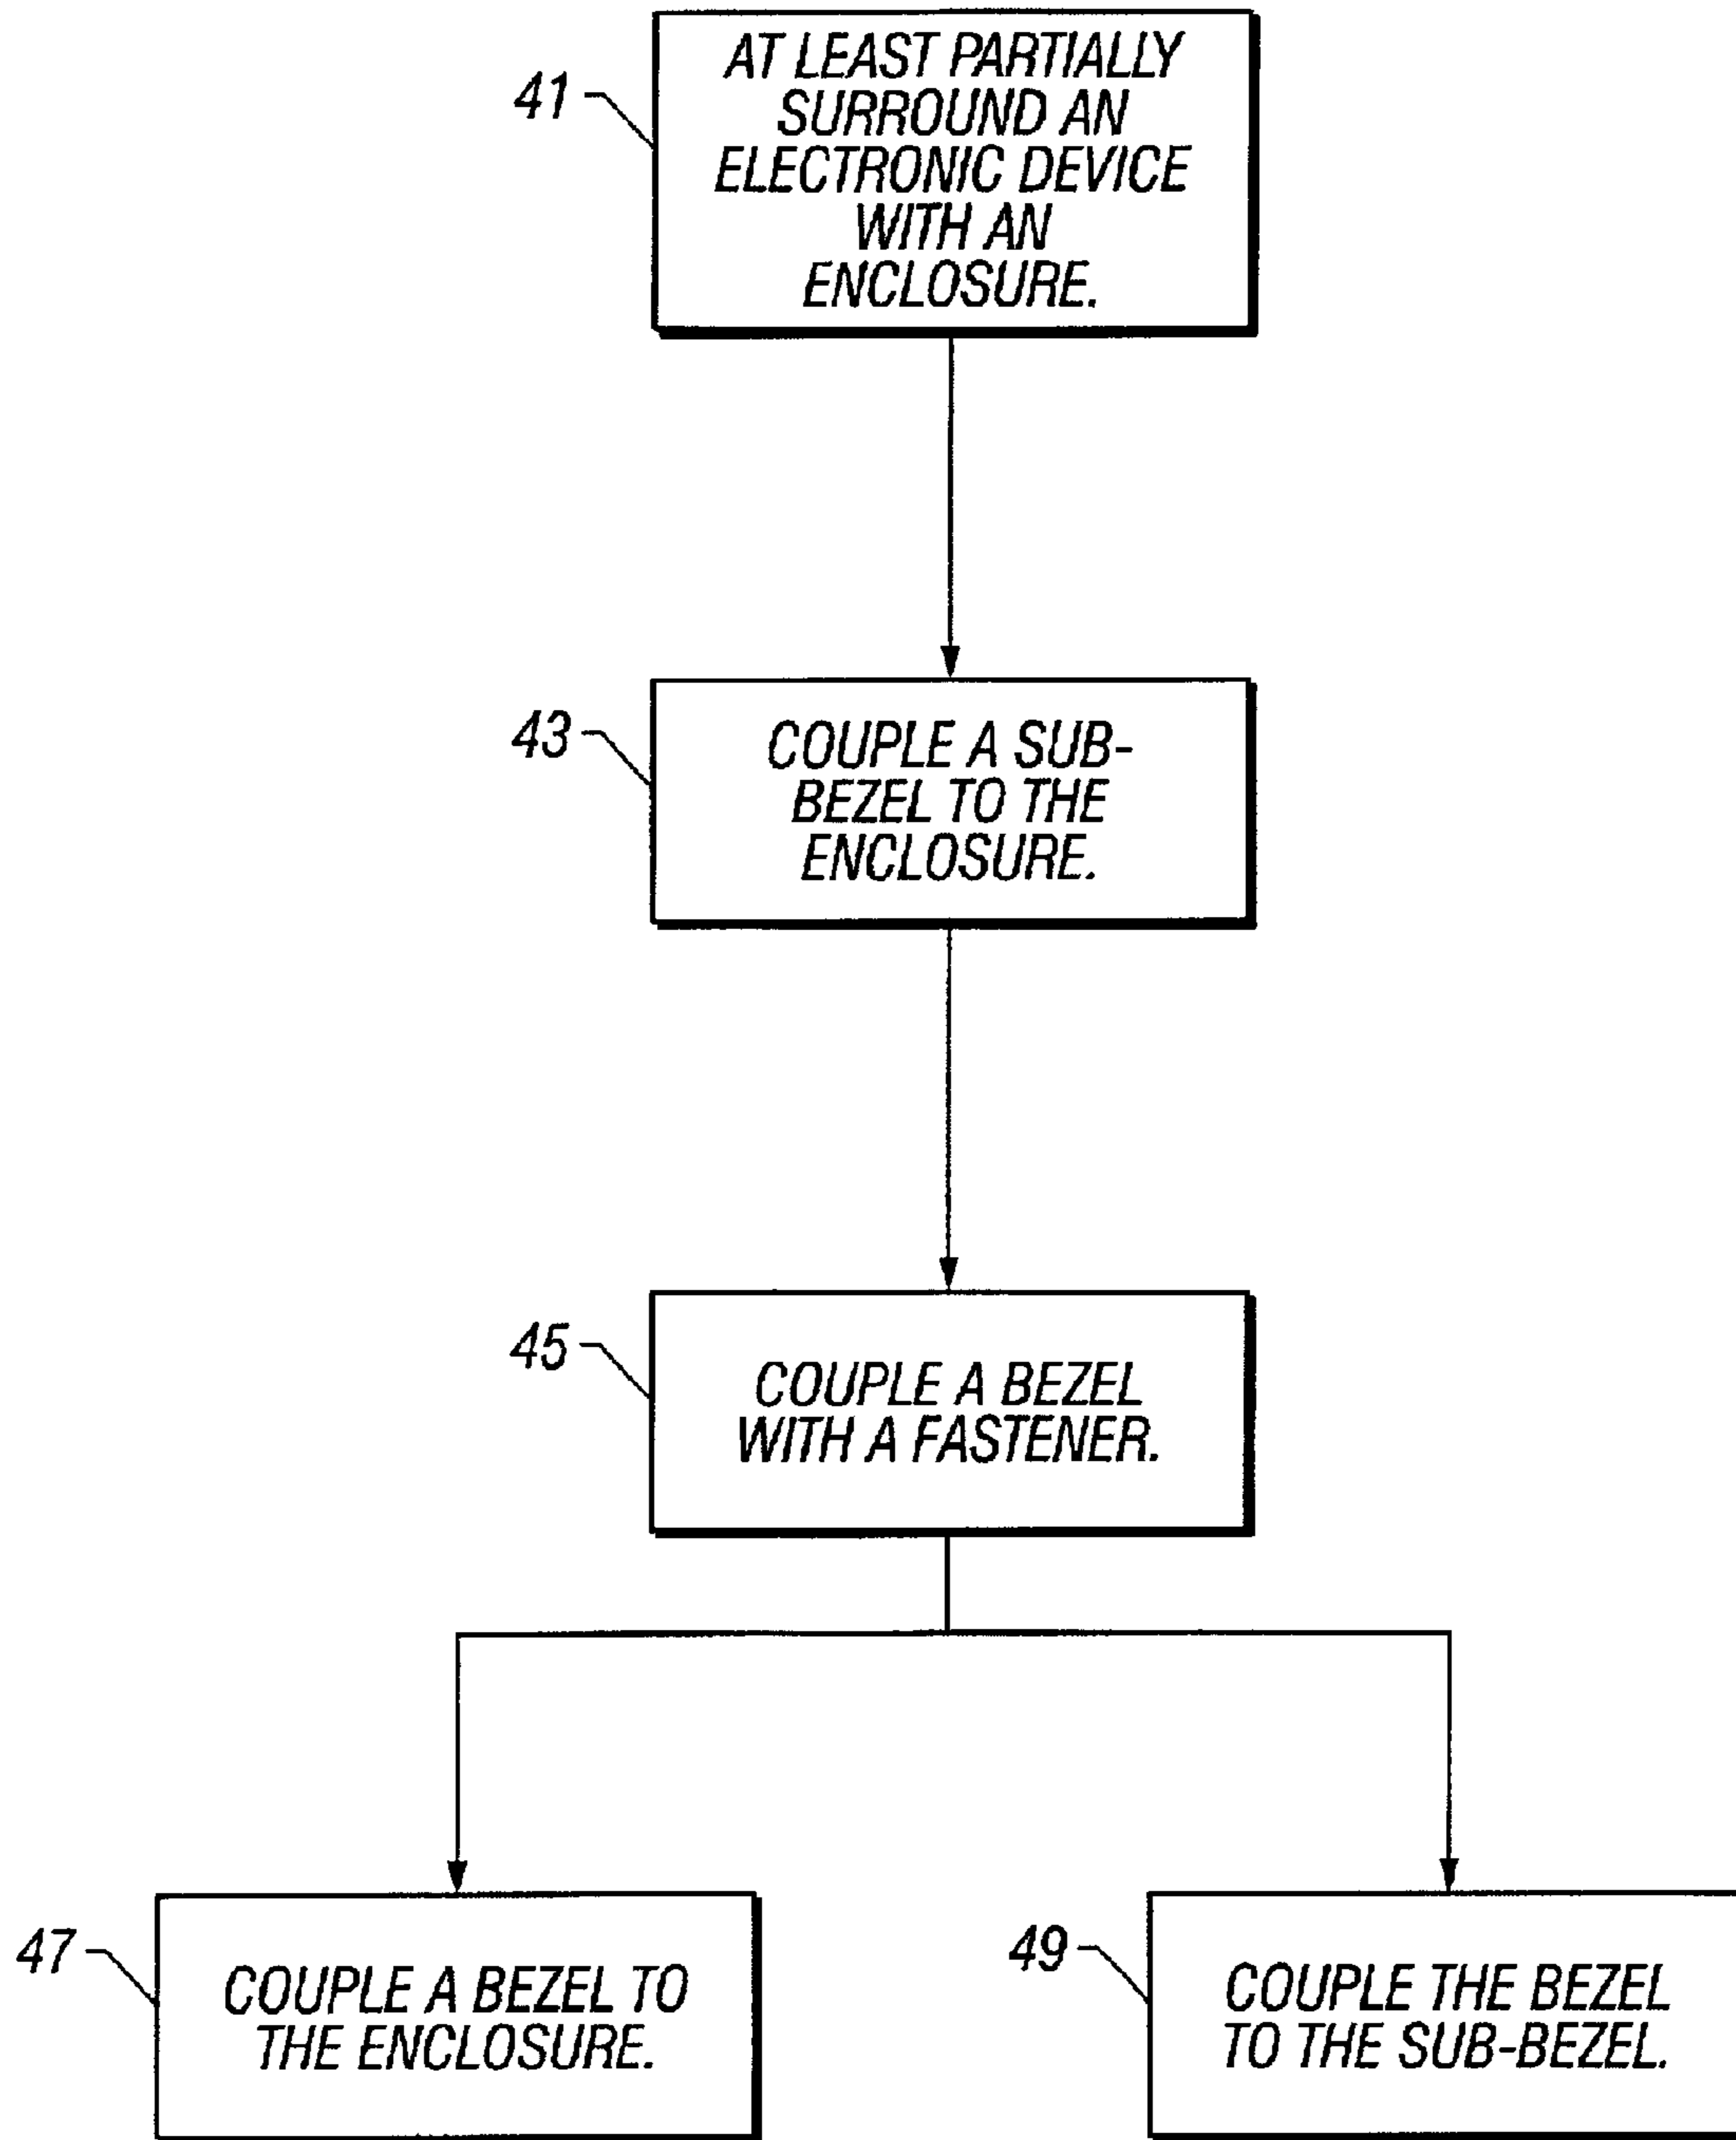 41
AT LEAST PARTIALLY
SURROUND AN
ELECTRONIC DEVICE
WITH AN
ENCLOSURE.
43
COUPLE A SUB-
BEZEL TO THE
ENCLOSURE.
45
COUPLE A BEZEL
WITH A FASTENER.
47
COUPLE A BEZEL TO
THE ENCLOSURE.
49
COUPLE THE BEZEL
TO THE SUB-BEZEL.